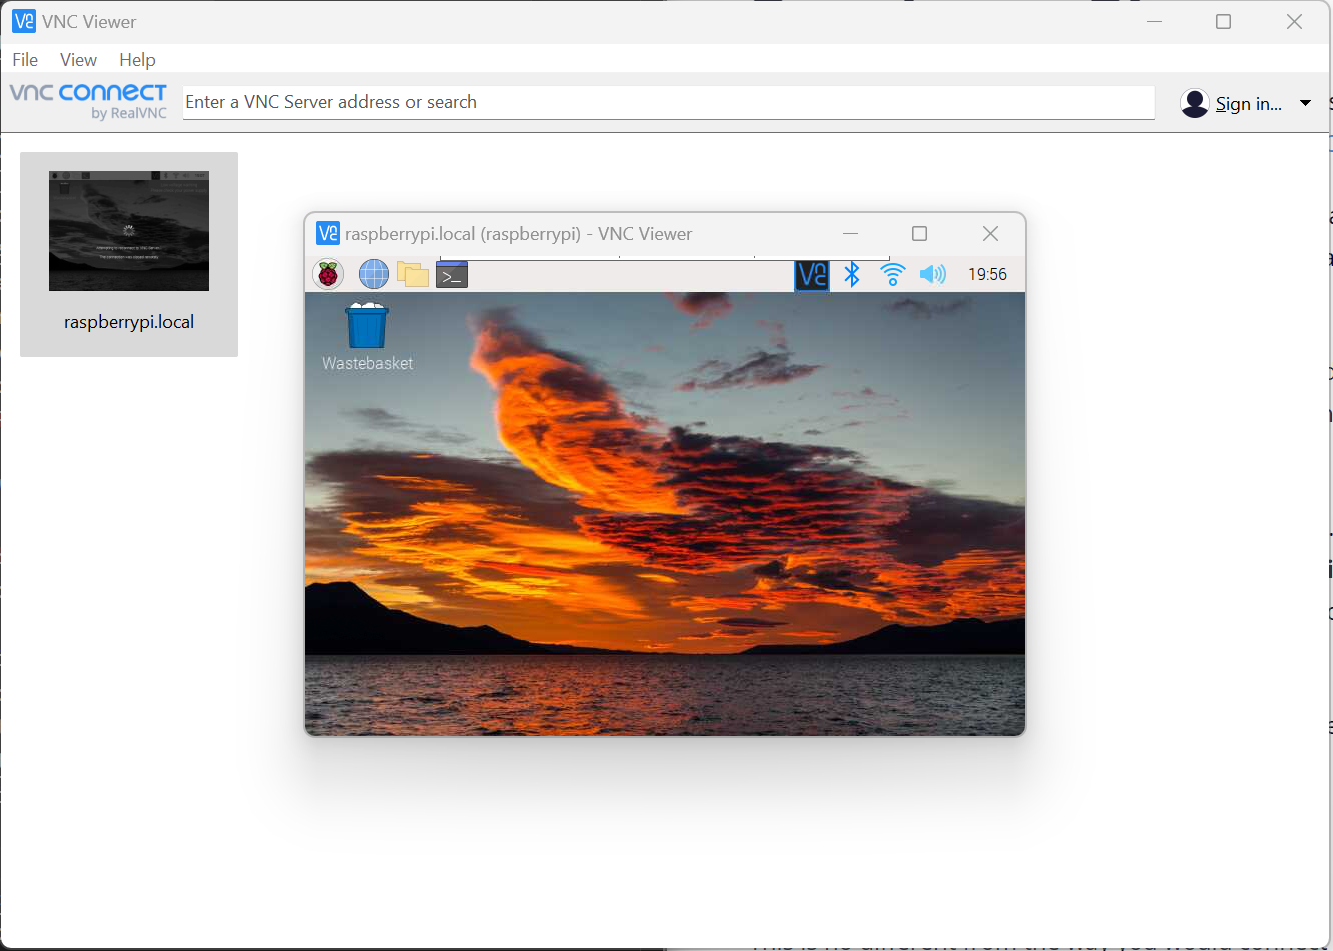 VNC Viewer
File View Help
vnc connect
by RealVNC
Enter a VNC Server address or search
Sign in...
raspberrypi.local
raspberrypi.local (raspberrypi) - VNC Viewer
>_
19:56
Wastebasket
This is no different from the way you would connect